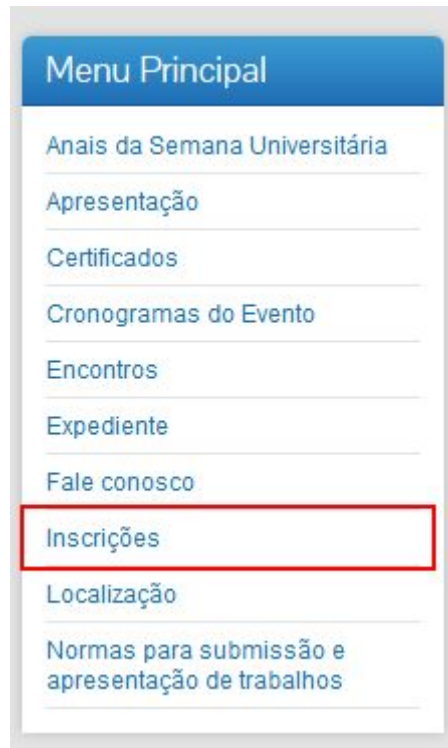 Menu Principal
Anais da Semana Universitária
Apresentação
Certificados
Cronogramas do Evento
Encontros
Expediente
Fale conosco
Inscrições
Localização
Normas para submissão e
apresentação de trabalhos